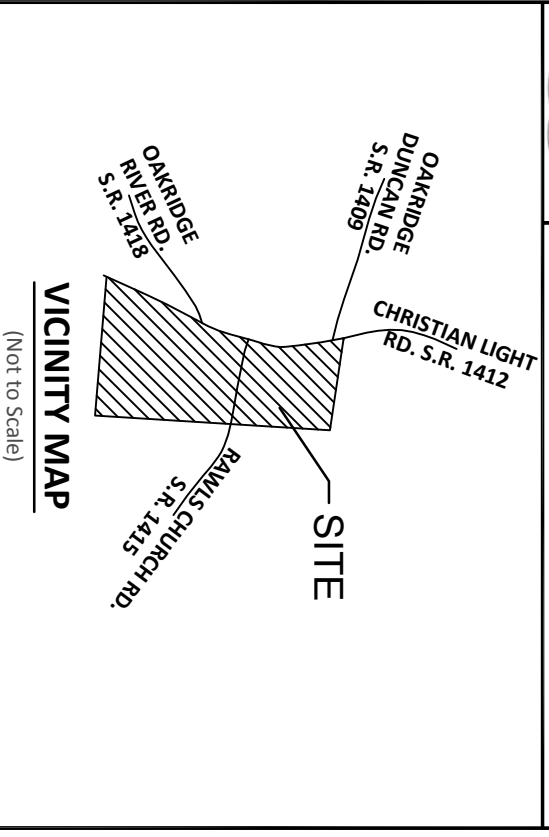 OAKRIDGE
DUNCAN RD.
S.R. 1409
CHRISTIAN LIGHT
RD. S.R. 1412
OAKRIDGE
RIVER RD.
S.R. 1418
SITE
RAWLS CHURCH RD.
S.R. 1415
VICINITY MAP
(Not to Scale)